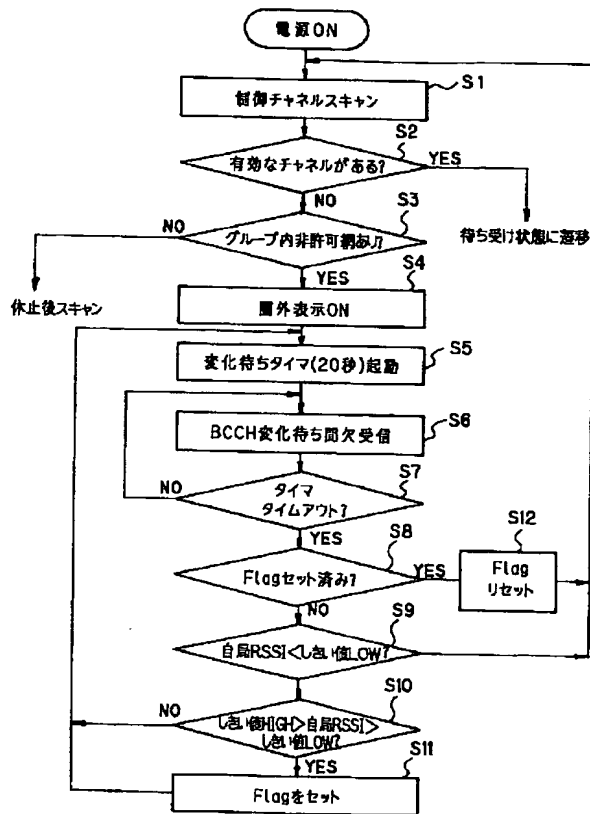 電源ON
S1
制御チャネルスキャン
S2
有効なチャネルがある?
YES
NO
待ち受け状態に遷移
S3
グループ内非許可網あり?
NO
YES
休止後スキャン
S4
圏外表示ON
S5
変化待ちタイマ(20秒)起動
S6
BCCH変化待ち間欠受信
S7
タイマ
タイムアウト?
NO
YES
S8
Flagセット済み?
YES
NO
S12
Flag
リセット
S9
自局RSSI<しきい値LOW?
S10
しきい値HIGH>自局RSSI>
しきい値LOW?
NO
YES
S11
Flagをセット